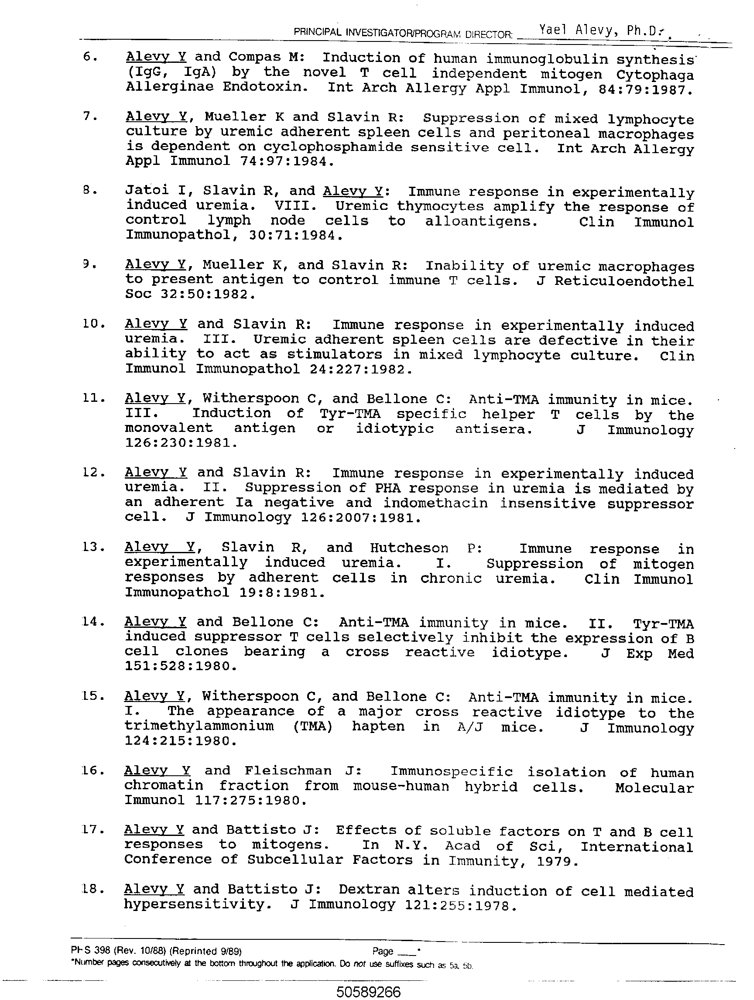 PRINCIPAL INVESTIGATOR/PROGRAM DIRECTOR: Yael Alevy, Ph.D.
6. Alevy Y and Compas M: Induction of human immunoglobulin synthesis
(IgG, IgA) by the novel T cell independent mitogen Cytophaga
Allerginae Endotoxin. Int Arch Allergy Appl Immunol, 84:79:1987.
7. Alevy Y, Mueller K and Slavin R: Suppression of mixed lymphocyte
culture by uremic adherent spleen cells and peritoneal macrophages
is dependent on cyclophosphamide sensitive cell. Int Arch Allergy
Appl Immunol 74:97:1984.
8. Jatoi I, Slavin R, and Alevy Y: Immune response in experimentally
induced uremia. VIII. Uremic thymocytes amplify the response of
control lymph node cells to alloantigens. Clin Immunol
Immunopathol, 30:71:1984.
9. Alevy Y, Mueller K, and Slavin R: Inability of uremic macrophages
to present antigen to control immune T cells. J Reticuloendothel
Soc 32:50:1982.
10. Alevy Y and Slavin R: Immune response in experimentally induced
uremia. III. Uremic adherent spleen cells are defective in their
ability to act as stimulators in mixed lymphocyte culture. Clin
Immunol Immunopathol 24:227:1982.
11. Alevy Y, Witherspoon C, and Bellone C: Anti-TMA immunity in mice.
III. Induction of Tyr-TMA specific helper T cells by the
monovalent antigen or idiotypic antisera. J Immunology
126:230:1981.
12. Alevy Y and Slavin R: Immune response in experimentally induced
uremia. II. Suppression of PHA response in uremia is mediated by
an adherent Ia negative and indomethacin insensitive suppressor
cell. J Immunology 126:2007:1981.
13. Alevy Y, Slavin R, and Hutcheson P: Immune response in
experimentally induced uremia. I. Suppression of mitogen
responses by adherent cells in chronic uremia. Clin Immunol
Immunopathol 19:8:1981.
14. Alevy Y and Bellone C: Anti-TMA immunity in mice. II. Tyr-TMA
induced suppressor T cells selectively inhibit the expression of B
cell clones bearing a cross reactive idiotype. J Exp Med
151:528:1980.
15. Alevy Y, Witherspoon C, and Bellone C: Anti-TMA immunity in mice.
I. The appearance of a major cross reactive idiotype to the
trimethylammonium (TMA) hapten in A/J mice. J Immunology
124:215:1980.
16. Alevy Y and Fleischman J: Immunospecific isolation of human
chromatin fraction from mouse-human hybrid cells. Molecular
Immunol 117:275:1980.
17. Alevy Y and Battisto J: Effects of soluble factors on T and B cell
responses to mitogens. In N.Y. Acad of Sci, International
Conference of Subcellular Factors in Immunity, 1979.
18. Alevy Y and Battisto J: Dextran alters induction of cell mediated
hypersensitivity. J Immunology 121:255:1978.
PHS 398 (Rev. 10/88) (Reprinted 9/89) Page ___*
*Number pages consecutively at the bottom throughout the application. Do not use suffixes such as 5a, 5b.
50589266